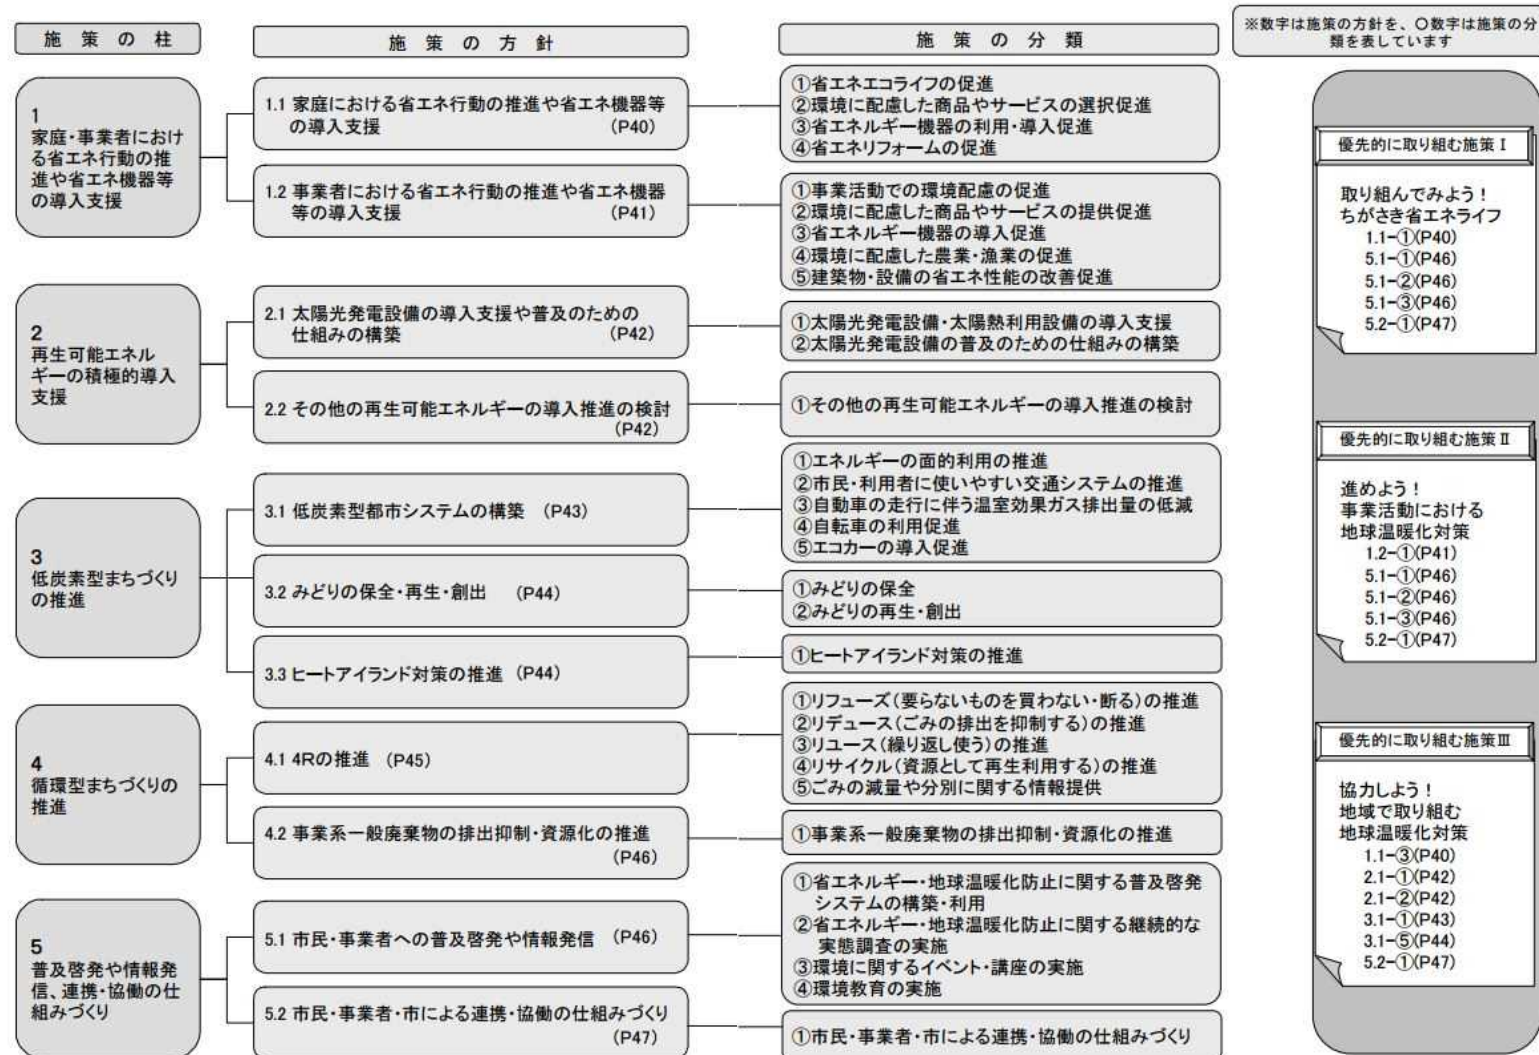 施策の柱
施策の方針
施策の分類
※数字は施策の方針を、〇数字は施策の分
類を表しています
1
家庭・事業者におけ
る省エネ行動の推
進や省エネ機器等
の導入支援
1.1 家庭における省エネ行動の推進や省エネ機器等
の導入支援 (P40)
①省エネエコライフの促進
②環境に配慮した商品やサービスの選択促進
③省エネルギー機器の利用・導入促進
④省エネリフォームの促進
1.2 事業者における省エネ行動の推進や省エネ機器
等の導入支援 (P41)
①事業活動での環境配慮の促進
②環境に配慮した商品やサービスの提供促進
③省エネルギー機器の導入促進
④環境に配慮した農業・漁業の促進
⑤建築物・設備の省エネ性能の改善促進
2
再生可能エネル
ギーの積極的導入
支援
2.1 太陽光発電設備の導入支援や普及のための
仕組みの構築 (P42)
①太陽光発電設備・太陽熱利用設備の導入支援
②太陽光発電設備の普及のための仕組みの構築
2.2 その他の再生可能エネルギーの導入推進の検討
(P42)
①その他の再生可能エネルギーの導入推進の検討
3
低炭素型まちづくり
の推進
3.1 低炭素型都市システムの構築 (P43)
①エネルギーの面的利用の推進
②市民・利用者に使いやすい交通システムの推進
③自動車の走行に伴う温室効果ガス排出量の低減
④自転車の利用促進
⑤エコカーの導入促進
3.2 みどりの保全・再生・創出 (P44)
①みどりの保全
②みどりの再生・創出
3.3 ヒートアイランド対策の推進 (P44)
①ヒートアイランド対策の推進
4
循環型まちづくりの
推進
4.1 4Rの推進 (P45)
①リフューズ(要らないものを買わない・断る)の推進
②リデュース(ごみの排出を抑制する)の推進
③リユース(繰り返し使う)の推進
④リサイクル(資源として再生利用する)の推進
⑤ごみの減量や分別に関する情報提供
4.2 事業系一般廃棄物の排出抑制・資源化の推進
(P46)
①事業系一般廃棄物の排出抑制・資源化の推進
5
普及啓発や情報発
信、連携・協働の仕
組みづくり
5.1 市民・事業者への普及啓発や情報発信 (P46)
①省エネルギー・地球温暖化防止に関する普及啓発
システムの構築・利用
②省エネルギー・地球温暖化防止に関する継続的な
実態調査の実施
③環境に関するイベント・講座の実施
④環境教育の実施
5.2 市民・事業者・市による連携・協働の仕組みづくり
(P47)
①市民・事業者・市による連携・協働の仕組みづくり
優先的に取り組む施策Ⅰ
取り組んでみよう！
ちがさき省エネライフ
1.1-①(P40)
5.1-①(P46)
5.1-②(P46)
5.1-③(P46)
5.2-①(P47)
優先的に取り組む施策Ⅱ
進めよう！
事業活動における
地球温暖化対策
1.2-①(P41)
5.1-①(P46)
5.1-②(P46)
5.1-③(P46)
5.2-①(P47)
優先的に取り組む施策Ⅲ
協力しよう！
地域で取り組む
地球温暖化対策
1.1-③(P40)
2.1-①(P42)
2.1-②(P42)
3.1-①(P43)
3.1-⑤(P44)
5.2-①(P47)